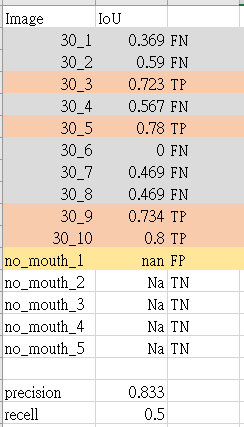 Image IoU
30_1 0.369 FN
30_2 0.59 FN
30_3 0.723 TP
30_4 0.567 FN
30_5 0.78 TP
30_6 0 FN
30_7 0.469 FN
30_8 0.469 FN
30_9 0.734 TP
30_10 0.8 TP
no_mouth_1 nan FP
no_mouth_2 Na TN
no_mouth_3 Na TN
no_mouth_4 Na TN
no_mouth_5 Na TN
precision 0.833
recell 0.5